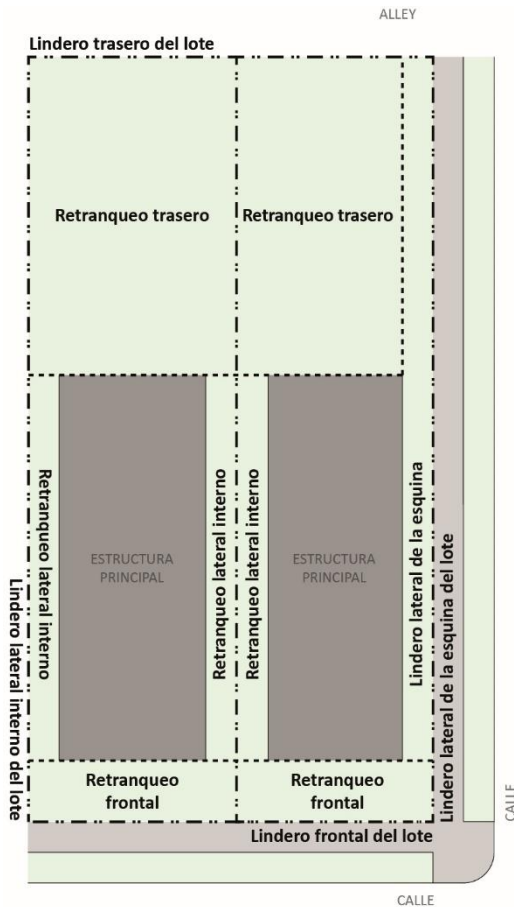 ALLEY
Lindero trasero del lote
Retranqueo trasero
Retranqueo trasero
Lindero lateral interno del lote
Retranqueo lateral interno
ESTRUCTURA
PRINCIPAL
Retranqueo lateral interno
Retranqueo lateral interno
ESTRUCTURA
PRINCIPAL
Lindero lateral de la esquina
Lindero lateral de la esquina del lote
CALLE
Retranqueo
frontal
Retranqueo
frontal
Lindero frontal del lote
CALLE